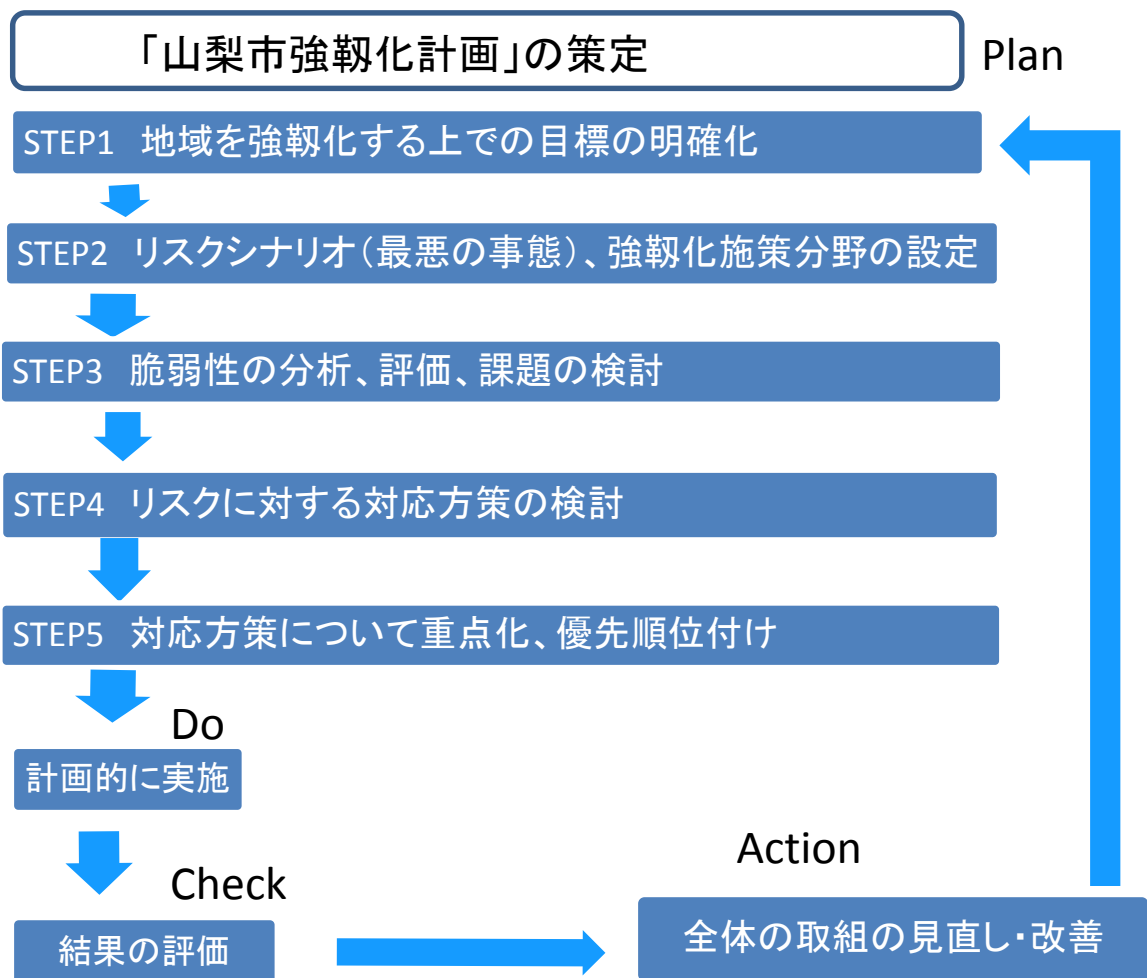 「山梨市強靱化計画」の策定
Plan
STEP1 地域を強靱化する上での目標の明確化
STEP2 リスクシナリオ（最悪の事態）、強靱化施策分野の設定
STEP3 脆弱性の分析、評価、課題の検討
STEP4 リスクに対する対応方策の検討
STEP5 対応方策について重点化、優先順位付け
Do
計画的に実施
Check
結果の評価
Action
全体の取組の見直し・改善